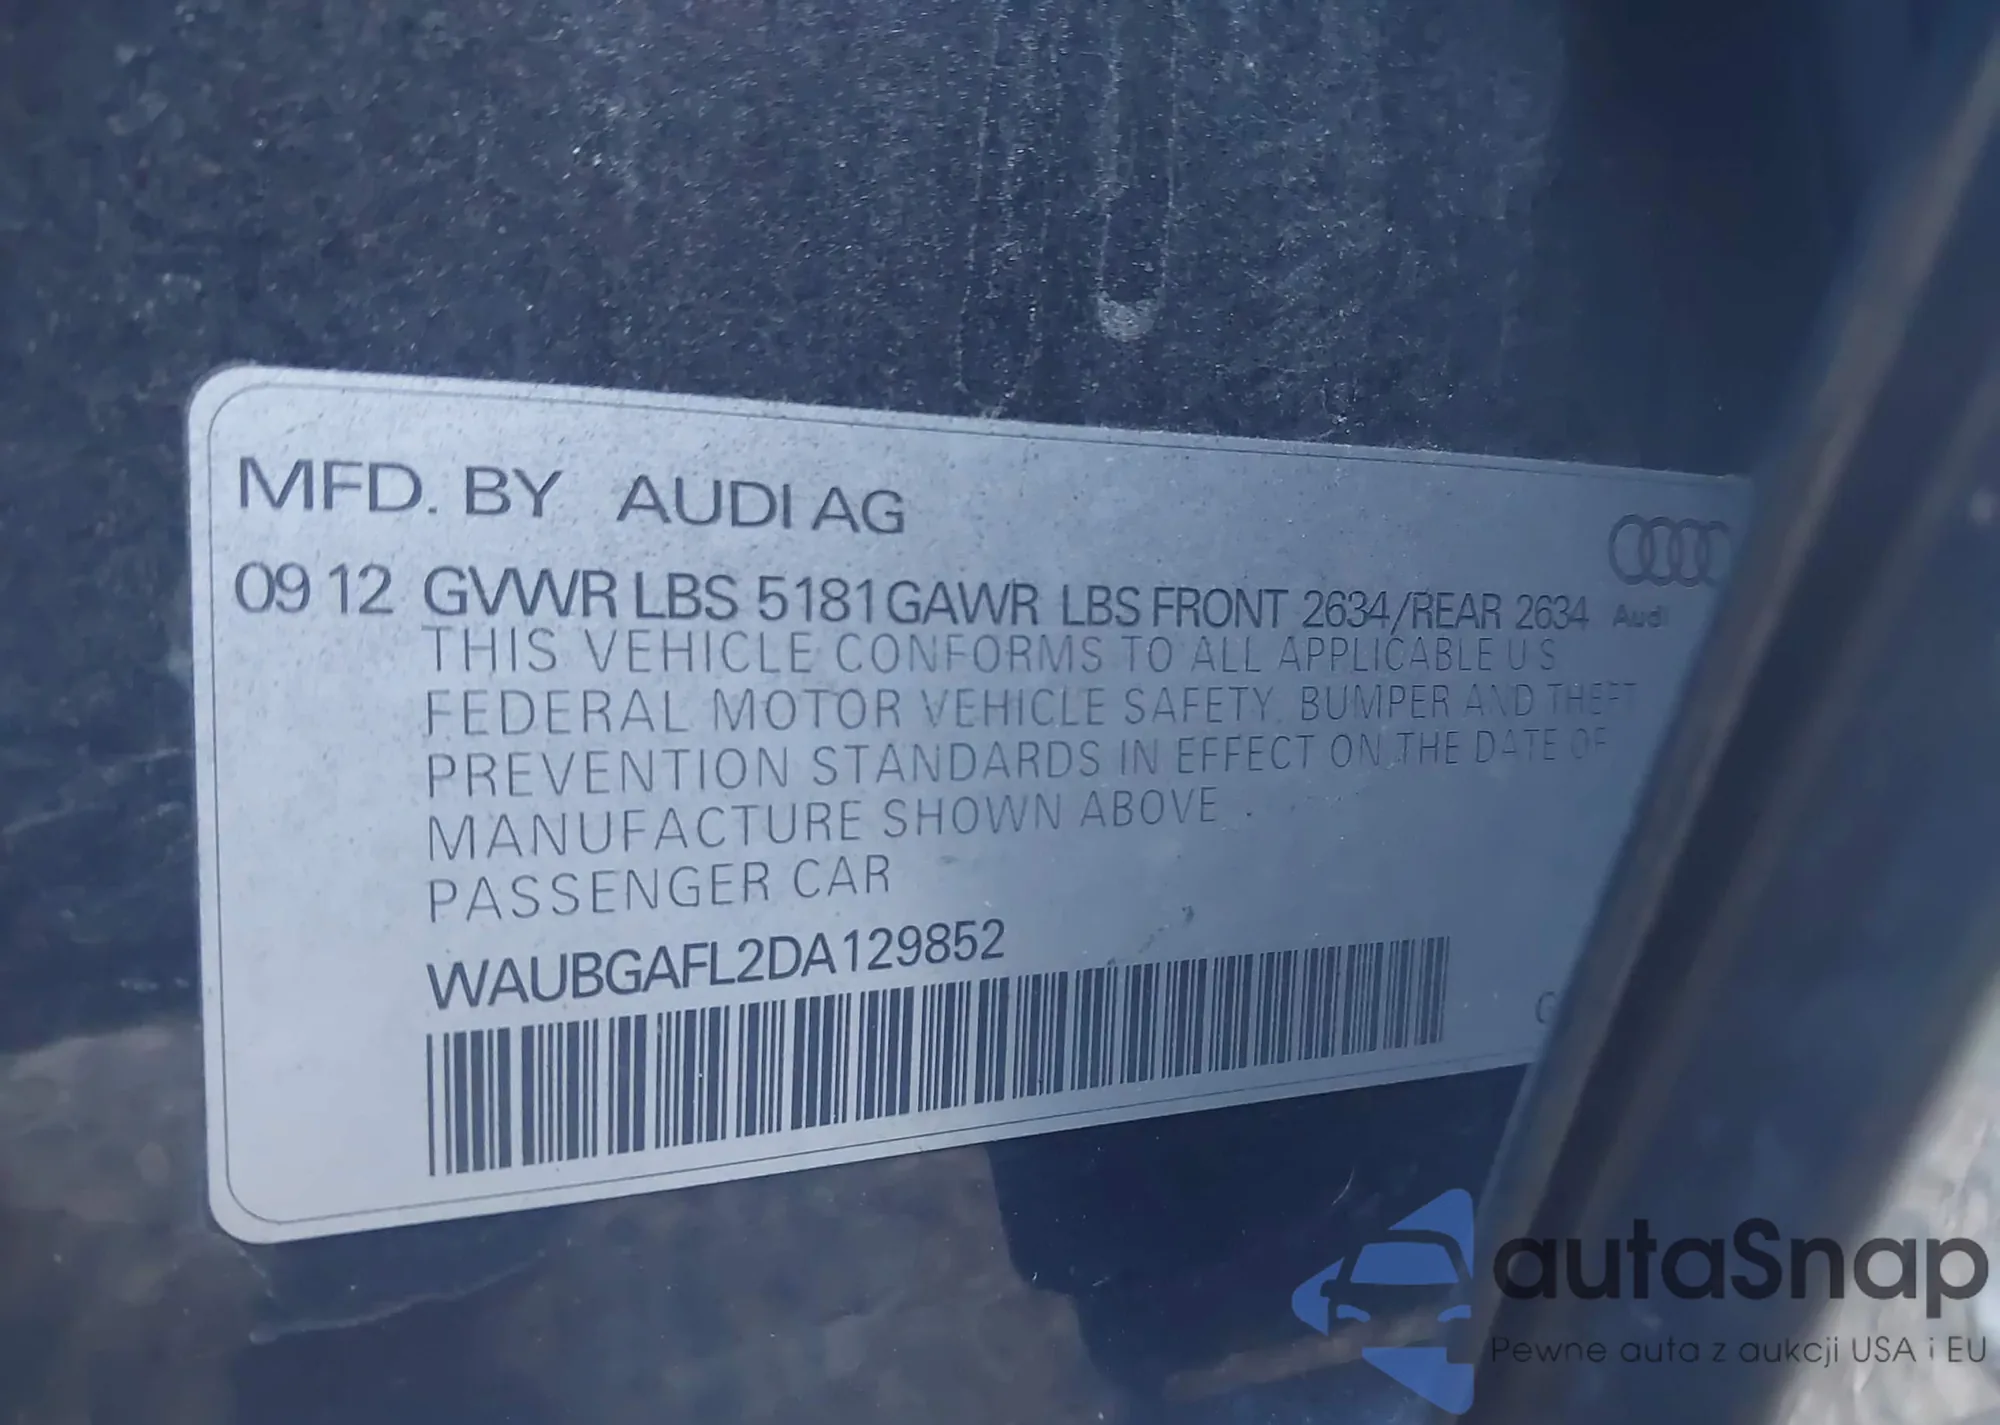 MFD. BY AUDI AG
09 12 GVWR LBS 5181 GAWR LBS FRONT 2634/REAR 2634
Audi
THIS VEHICLE CONFORMS TO ALL APPLICABLE U S
FEDERAL MOTOR VEHICLE SAFETY, BUMPER AND THEFT
PREVENTION STANDARDS IN EFFECT ON THE DATE OF
MANUFACTURE SHOWN ABOVE .
PASSENGER CAR
WAUBGAFL2DA129852
autaSnap
Pewne auta z aukcji USA i EU